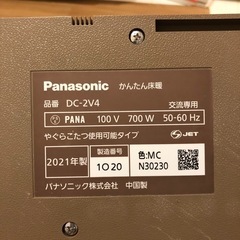 Panasonic かんたん床暖
品番 DC-2V4 交流専用
PS E PANA 100 V 700 W 50-60 Hz
やぐらこたつ使用可能タイプ JET
2021年製 製造番号 1020 色:MC N30230
パナソニック株式会社 中国製